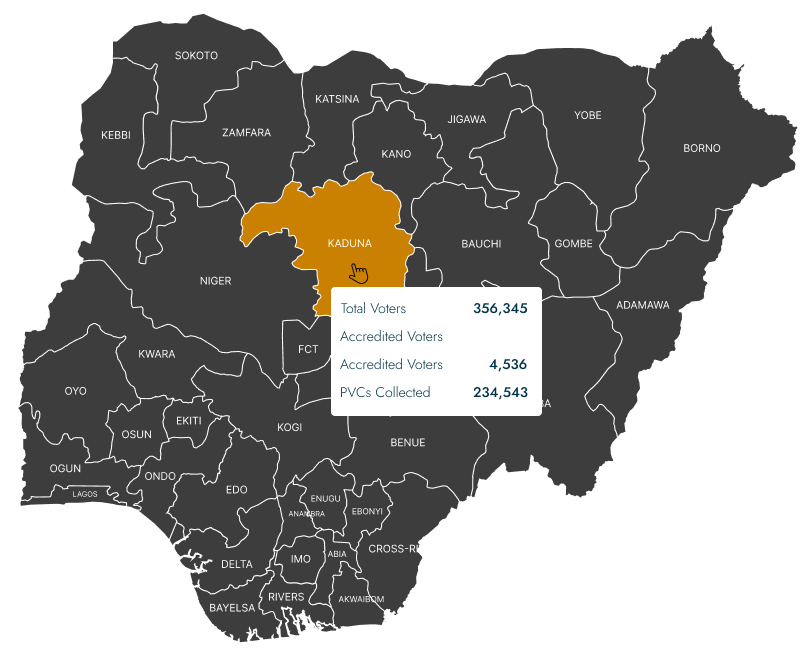 SOKOTO
KATSINA
JIGAWA
YOBE
KEBBI
ZAMFARA
KANO
BORNO
KADUNA
BAUCHI
GOMBE
NIGER
ADAMAWA
Total Voters 356,345
Accredited Voters
Accredited Voters 4,536
PVCs Collected 234,543
FCT
KWARA
OYO
BA
EKITI
KOGI
OSUN
BENUE
OGUN
ONDO
LAGOS
EDO
ENUGU
ANAMBRA
EBONYI
CROSS-RI
ABIA
IMO
DELTA
RIVERS
AKWAIBOM
BAYELSA